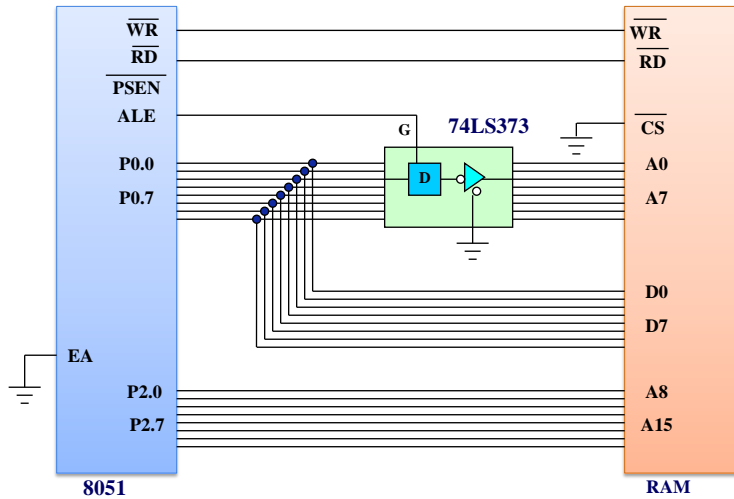 WR
RD
PSEN
ALE
P0.0
P0.7
EA
P2.0
P2.7
8051
G
74LS373
D
WR
RD
CS
A0
A7
D0
D7
A8
A15
RAM